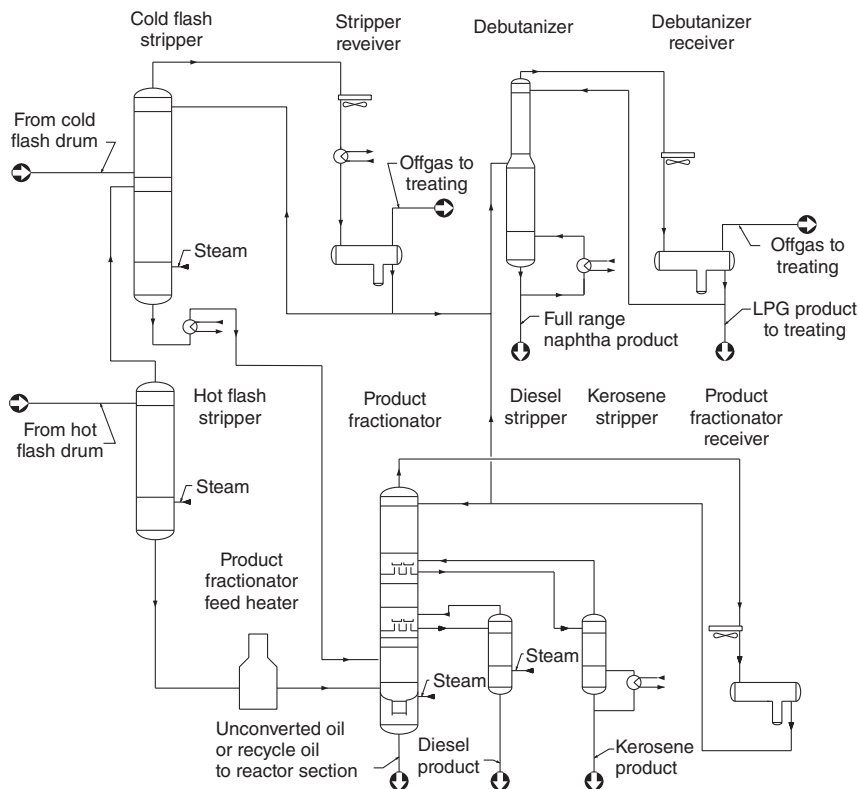 Cold flash
stripper
Stripper
reveiver
Debutanizer
Debutanizer
receiver
From cold
flash drum
Offgas to
treating
Offgas to
treating
Steam
Full range
naphtha product
LPG product
to treating
Hot flash
stripper
Product
fractionator
Diesel
stripper
Kerosene
stripper
Product
fractionator
receiver
From hot
flash drum
Steam
Product
fractionator
feed heater
Steam
Steam
Unconverted oil
or recycle oil
to reactor section
Diesel
product
Kerosene
product